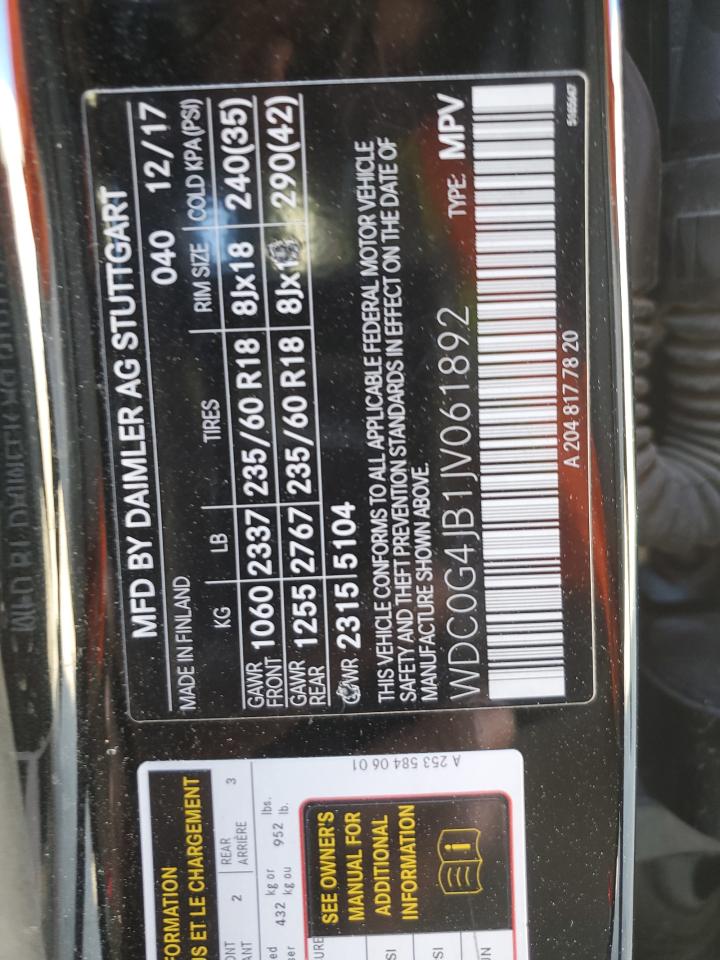 MFD BY DAIMLER AG STUTTGART
MADE IN FINLAND 040 12/17
KG LB TIRES RIM SIZE COLD KPA(PSI)
GAWR FRONT 1060 2337 235/60 R18 8Jx18 240(35)
GAWR REAR 1255 2767 235/60 R18 290(42)
2315 5104
THIS VEHICLE CONFORMS TO ALL APPLICABLE FEDERAL MOTOR VEHICLE
SAFETY AND THEFT PREVENTION STANDARDS IN EFFECT ON THE DATE OF
MANUFACTURE SHOWN ABOVE.
WDC0G4JB1JV061892 TYPE: MPV
A 204 817 78 20
A 253 584 06 01
ET LE CHARGEMENT
2 REAR ARRIÈRE 3
432 kg or 952 lbs.
kg ou lb.
SEE OWNER'S
MANUAL FOR
ADDITIONAL
INFORMATION
i